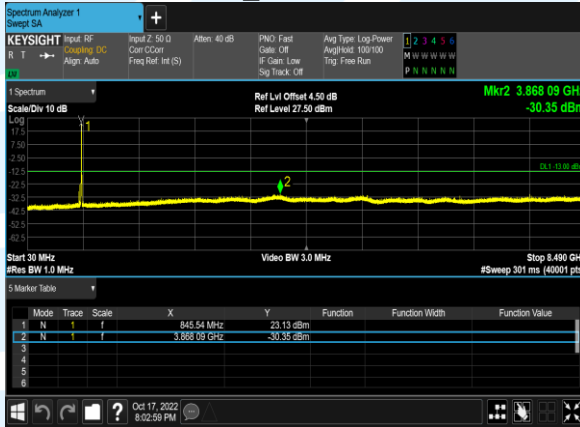 Spectrum Analyzer 1
Swept SA
+
KEYSIGHT Input: RF Input Z: 50 Ω Atten: 40 dB PNO: Fast Avg Type: Log-Power 1 2 3 4 5 6
R T Coupling: DC Corr CCorr Gate: Off Avg|Hold: 100/100 M W W W W W
Align: Auto Freq Ref: Int (S) IF Gain: Low Trig: Free Run
Sig Track: Off P N N N N N
1 Spectrum
Ref Lvl Offset 4.50 dB Mkr2 3.868 09 GH
Scale/Div 10 dB Ref Level 27.50 dBm -30.35 dBm
Log
17.5
1
7.50
-2.50
-12.5 DL1 -13.00 dB
-22.5 2
-32.5
-42.5
-52.5
-62.5
Start 30 MHz Video BW 3.0 MHz Stop 8.490 GH
#Res BW 1.0 MHz #Sweep 301 ms (40001 pts
5 Marker Table
Mode Trace Scale X Y Function Function Width Function Value
1 N 1 f 845.54 MHz 23.13 dBm
2 N 1 f 3.868 09 GHz -30.35 dBm
3
4
5
6
? Oct 17, 2022
8:02:59 PM